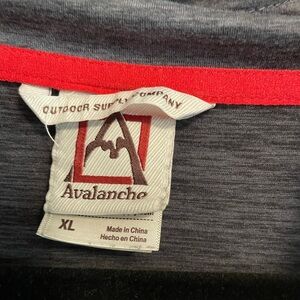 OUTDOOR SUPPLY COMPANY
Avalanche
XL
Made in China
Hecho en China